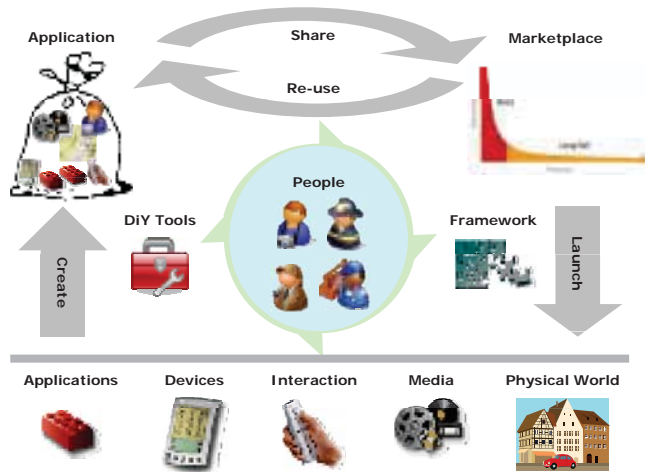 Application
Share
Marketplace
Re-use
People
DiY Tools
Framework
Create
Launch
Applications
Devices
Interaction
Media
Physical World